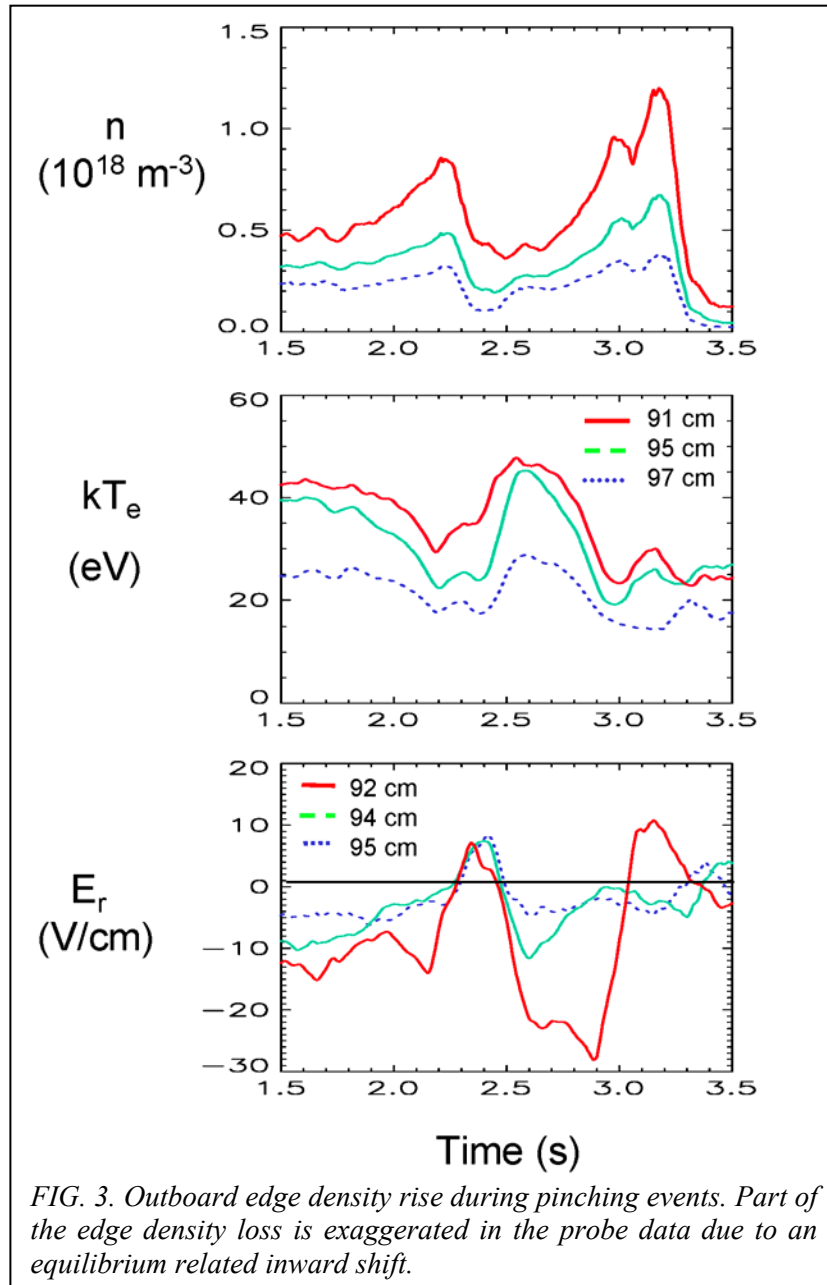 1.5
n
1.0
(10¹⁸ m⁻³)
0.5
0.0
1.5 2.0 2.5 3.0 3.5
60
91 cm
95 cm
97 cm
kTₑ
40
(eV)
20
0
1.5 2.0 2.5 3.0 3.5
20
92 cm
94 cm
95 cm
10
Eᵣ
0
(V/cm)
−10
−20
−30
1.5 2.0 2.5 3.0 3.5
Time (s)
FIG. 3. Outboard edge density rise during pinching events. Part of
the edge density loss is exaggerated in the probe data due to an
equilibrium related inward shift.